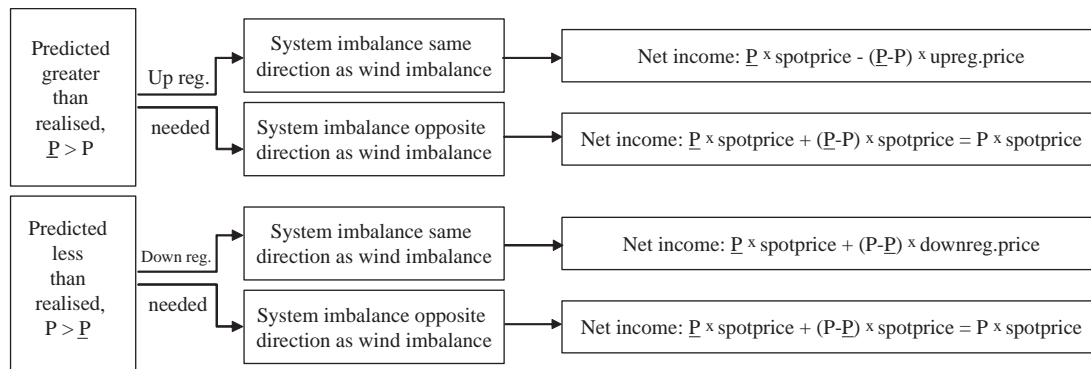 Predicted
greater
than
realised,
P > P
Up reg.
needed
System imbalance same
direction as wind imbalance
Net income: P x spotprice - (P-P) x upreg.price
System imbalance opposite
direction as wind imbalance
Net income: P x spotprice + (P-P) x spotprice = P x spotprice
Predicted
less
than
realised,
P > P
Down reg.
needed
System imbalance same
direction as wind imbalance
Net income: P x spotprice + (P-P) x downreg.price
System imbalance opposite
direction as wind imbalance
Net income: P x spotprice + (P-P) x spotprice = P x spotprice